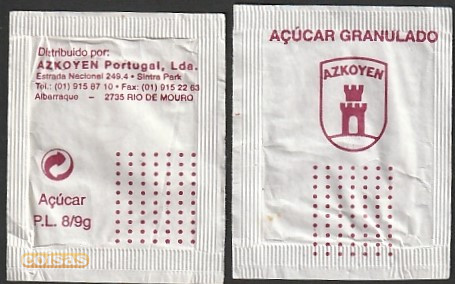 Distribuido por:
AZKOYEN Portugal, Lda.
Estrada Nacional 249.4 • Sintra Park
Tel.: (01) 915 87 10 • Fax: (01) 915 22 63
Albarraque – 2735 RIO DE MOURO
Açúcar
P.L. 8/9g
coisas
AÇÚCAR GRANULADO
AZKOYEN